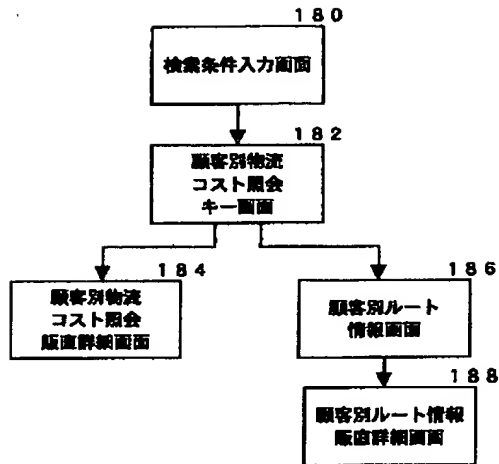 180
検索条件入力画面
182
顧客別物流
コスト照会
キー画面
184
顧客別物流
コスト照会
販直詳細画面
186
顧客別ルート
情報画面
188
顧客別ルート情報
販直詳細画面